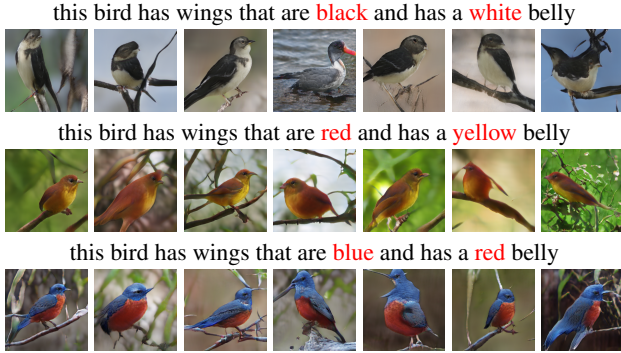 this bird has wings that are black and has a white belly
this bird has wings that are red and has a yellow belly
this bird has wings that are blue and has a red belly